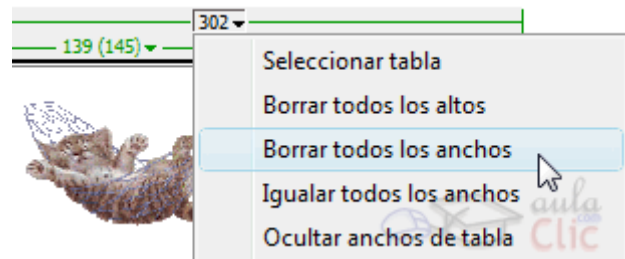 302
139 (145)
Seleccionar tabla
Borrar todos los altos
Borrar todos los anchos
Igualar todos los anchos
Ocultar anchos de tabla
aula
.com
Clic